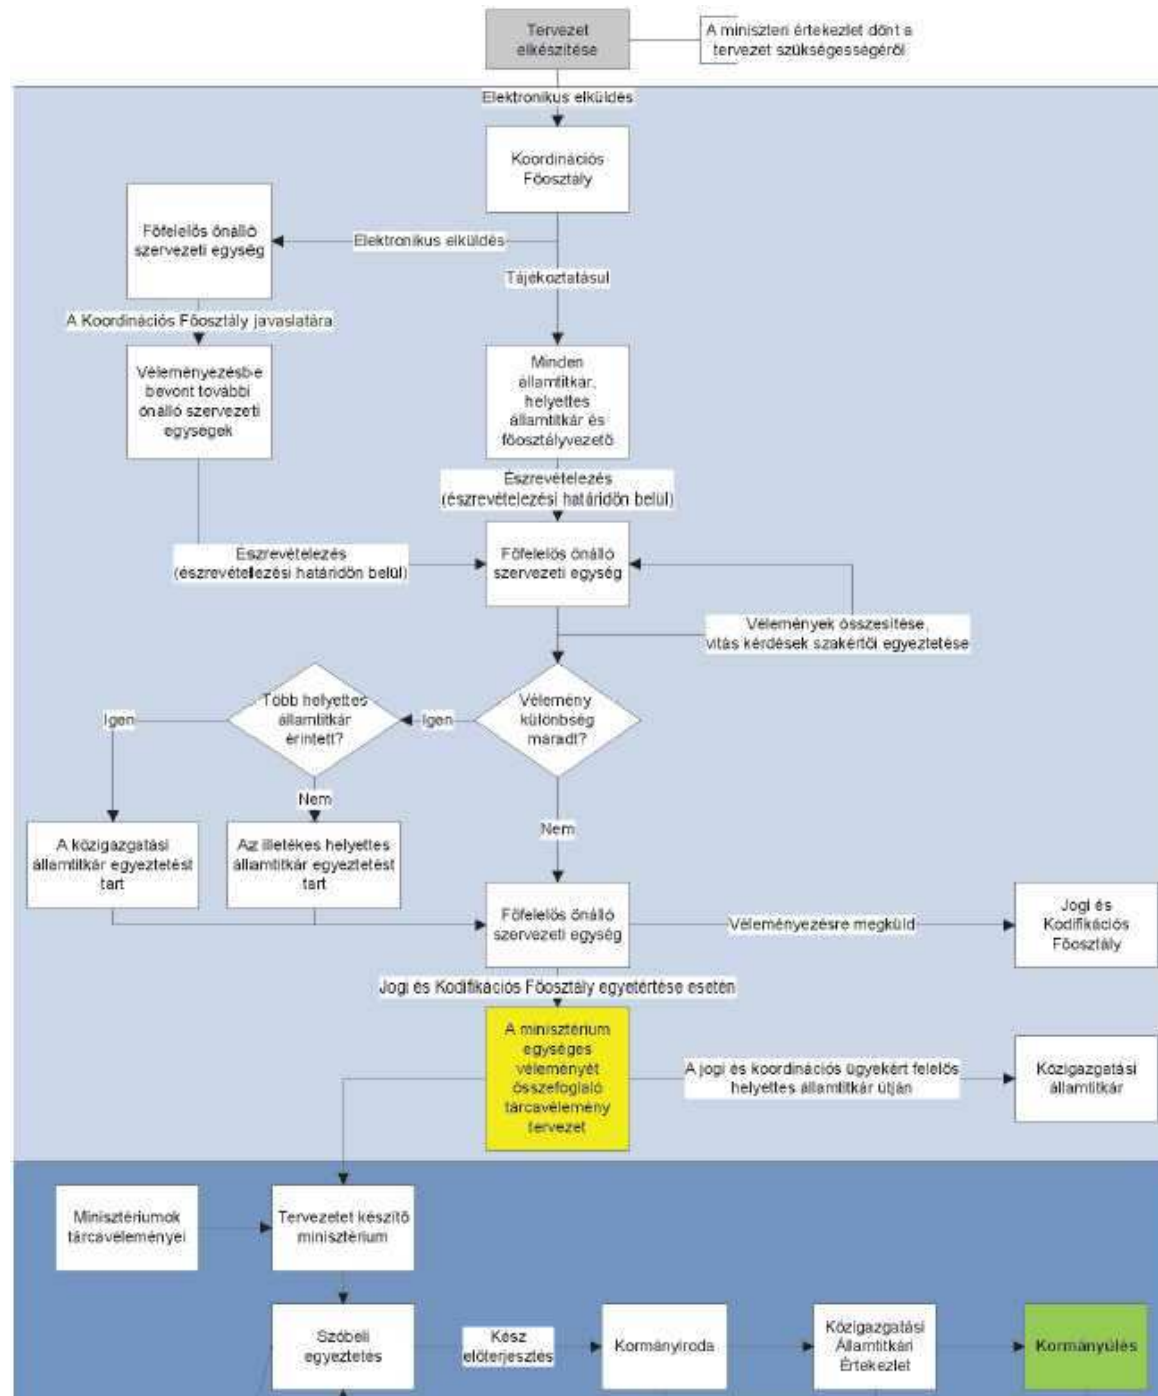 Tervezet
elkészítése
A miniszteri értekezlet dönt a
tervezet szükségességéről
Elektronikus elküldés
Koordinációs
Főosztály
Főfelelős önálló
szervezeti egység
Elektronikus elküldés
Tájékoztatásul
A Koordinációs Főosztály javaslatára
Véleményezésbe
bevont további
önálló szervezeti
egységek
Minden
államtitkár,
helyettes
államtitkár és
főosztályvezető
Észrevételezés
(észrevételezési határidőn belül)
Észrevételezés
(észrevételezési határidőn belül)
Főfelelős önálló
szervezeti egység
Vélemények összesítése,
vitás kérdések szakértői egyeztetése
Több helyettes
államtitkár
érintett?
Vélemény
különbség
maradt?
Igen
Igen
Nem
Nem
A közigazgatási
államtitkár egyeztetést
tart
Az illetékes helyettes
államtitkár egyeztetést
tart
Főfelelős önálló
szervezeti egység
Véleményezésre megküld
Jogi és
Kodifikációs
Főosztály
Jogi és Kodifikációs Főosztály egyetértése esetén
A minisztérium
egységes
véleményét
összefoglaló
tárcavélemény
tervezet
A jogi és koordinációs ügyekért felelős
helyettes államtitkár útján
Közigazgatási
államtitkár
Minisztériumok
tárcavéleményei
Tervezetet készítő
minisztérium
Szóbeli
egyeztetés
Kész
előterjesztés
Kormányiroda
Közigazgatási
Államtitkári
Értekezlet
Kormányülés